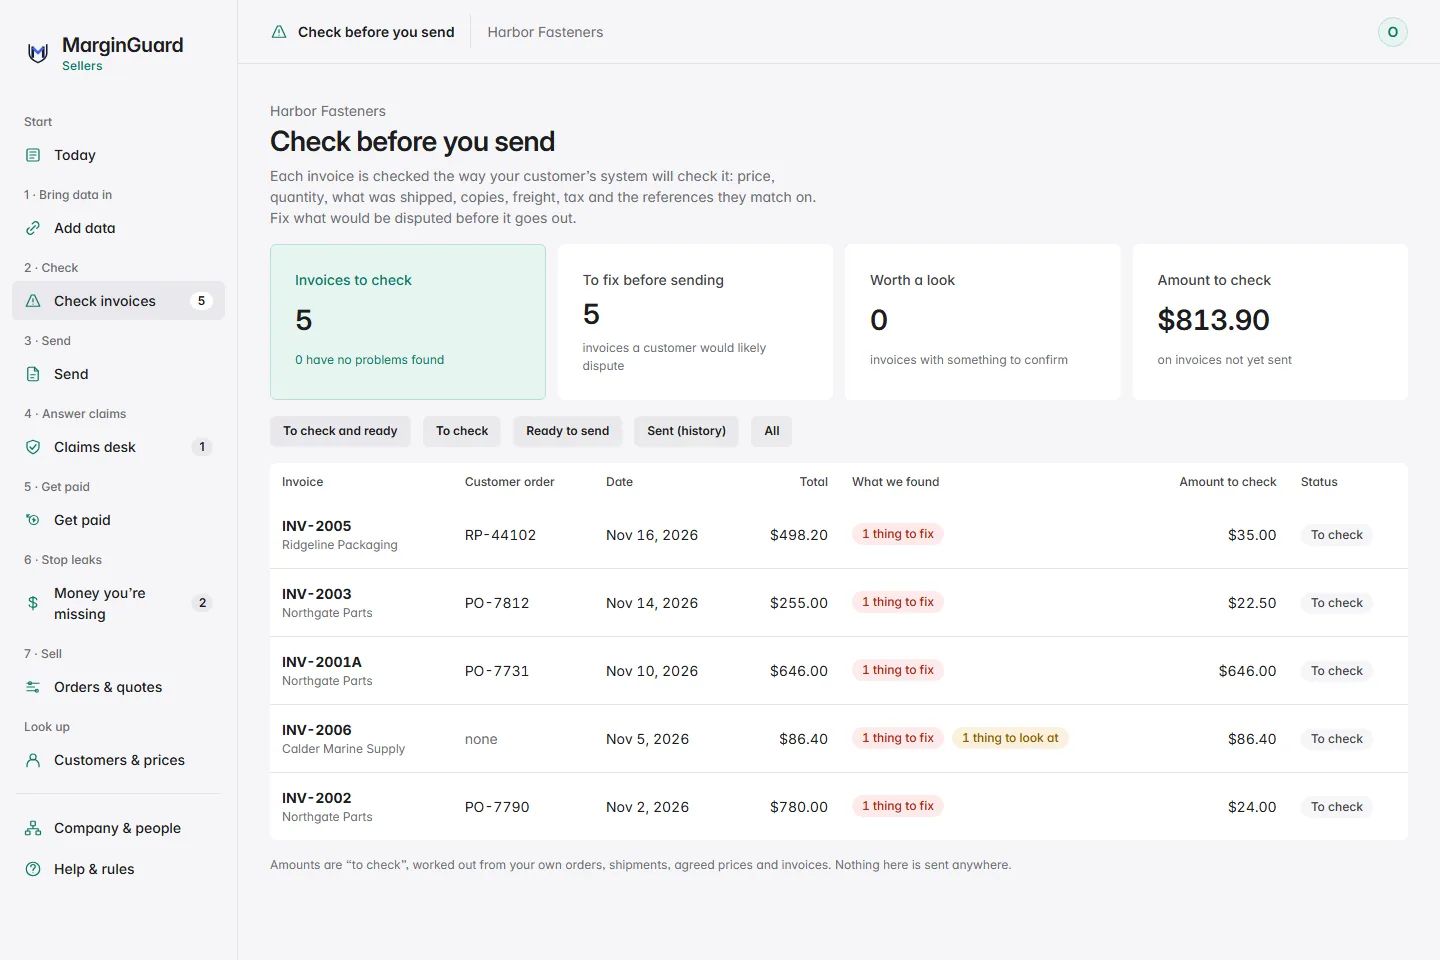 MarginGuard
Sellers
Start
Today
1 · Bring data in
Add data
2 · Check
Check invoices 5
3 · Send
Send
4 · Answer claims
Claims desk 1
5 · Get paid
Get paid
6 · Stop leaks
Money you’re
missing 2
7 · Sell
Orders & quotes
Look up
Customers & prices
Company & people
Help & rules
Check before you send Harbor Fasteners O
Harbor Fasteners
Check before you send
Each invoice is checked the way your customer’s system will check it: price,
quantity, what was shipped, copies, freight, tax and the references they match on.
Fix what would be disputed before it goes out.
Invoices to check
5
0 have no problems found
To fix before sending
5
invoices a customer would likely
dispute
Worth a look
0
invoices with something to confirm
Amount to check
$813.90
on invoices not yet sent
To check and ready To check Ready to send Sent (history) All
Invoice Customer order Date Total What we found Amount to check Status
INV-2005
Ridgeline Packaging
RP-44102 Nov 16, 2026 $498.20 1 thing to fix $35.00 To check
INV-2003
Northgate Parts
PO-7812 Nov 14, 2026 $255.00 1 thing to fix $22.50 To check
INV-2001A
Northgate Parts
PO-7731 Nov 10, 2026 $646.00 1 thing to fix $646.00 To check
INV-2006
Calder Marine Supply
none Nov 5, 2026 $86.40 1 thing to fix 1 thing to look at $86.40 To check
INV-2002
Northgate Parts
PO-7790 Nov 2, 2026 $780.00 1 thing to fix $24.00 To check
Amounts are “to check”, worked out from your own orders, shipments, agreed prices and invoices. Nothing here is sent anywhere.